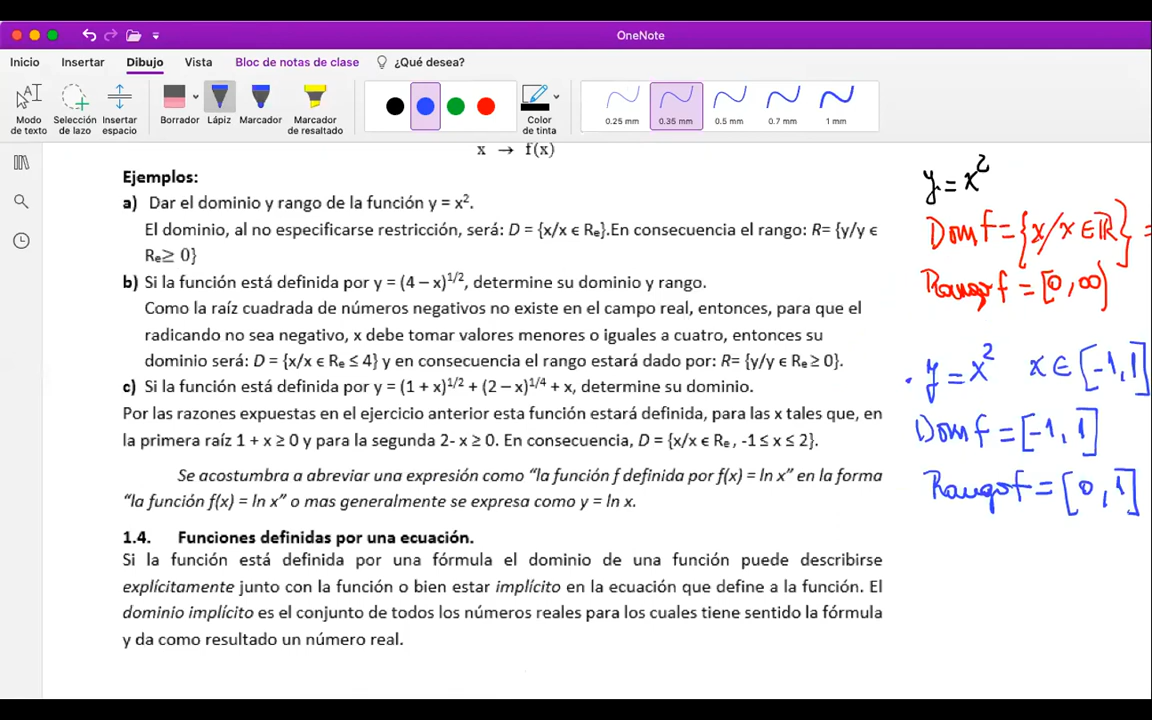 OneNote
Inicio Insertar Dibujo Vista Bloc de notas de clase ¿Qué desea?
Modo de texto Selección de lazo Insertar espacio Borrador Lápiz Marcador Marcador de resaltado Color de tinta 0.25 mm 0.35 mm 0.5 mm 0.7 mm 1 mm
x → f(x)
Ejemplos:
a) Dar el dominio y rango de la función y = x².
El dominio, al no especificarse restricción, será: D = {x/x ϵ Rₑ}.En consecuencia el rango: R= {y/y ϵ
Rₑ≥ 0}
b) Si la función está definida por y = (4 – x)^1/2, determine su dominio y rango.
Como la raíz cuadrada de números negativos no existe en el campo real, entonces, para que el
radicando no sea negativo, x debe tomar valores menores o iguales a cuatro, entonces su
dominio será: D = {x/x ϵ Rₑ ≤ 4} y en consecuencia el rango estará dado por: R= {y/y ϵ Rₑ ≥ 0}.
c) Si la función está definida por y = (1 + x)^1/2 + (2 – x)^1/4 + x, determine su dominio.
Por las razones expuestas en el ejercicio anterior esta función estará definida, para las x tales que, en
la primera raíz 1 + x ≥ 0 y para la segunda 2- x ≥ 0. En consecuencia, D = {x/x ϵ Rₑ , -1 ≤ x ≤ 2}.
Se acostumbra a abreviar una expresión como "la función f definida por f(x) = ln x" en la forma
"la función f(x) = ln x" o mas generalmente se expresa como y = ln x.
1.4. Funciones definidas por una ecuación.
Si la función está definida por una fórmula el dominio de una función puede describirse
explícitamente junto con la función o bien estar implícito en la ecuación que define a la función. El
dominio implícito es el conjunto de todos los números reales para los cuales tiene sentido la fórmula
y da como resultado un número real.
y = x²
Dom f = {x/x ∈ ℝ} =
Rango f = [0, ∞)
y = x² x ∈ [-1, 1]
Dom f = [-1, 1]
Rango f = [0, 1]